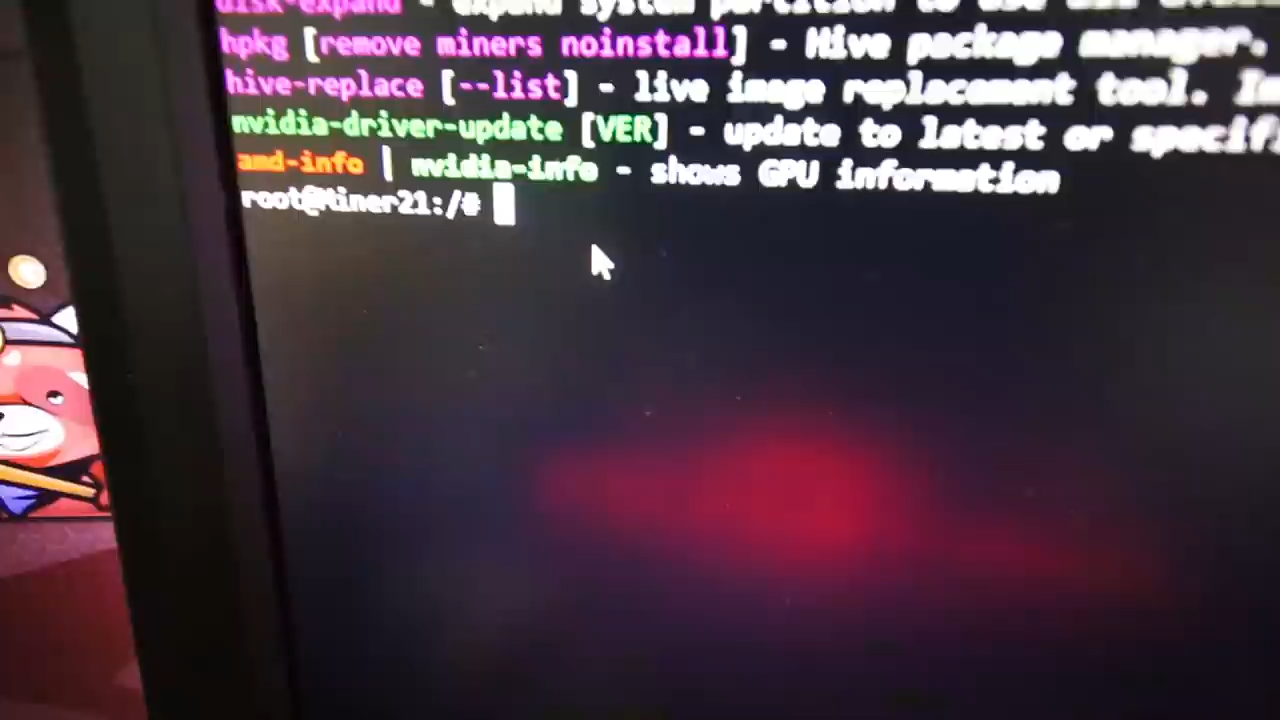 disk-expand - expand system partition to use
hpkg [remove miners noinstall] - Hive package manager.
hive-replace [--list] - live image replacement tool.
nvidia-driver-update [VER] - update to latest or
amd-info | nvidia-info - shows GPU information
root@Miner21:/#